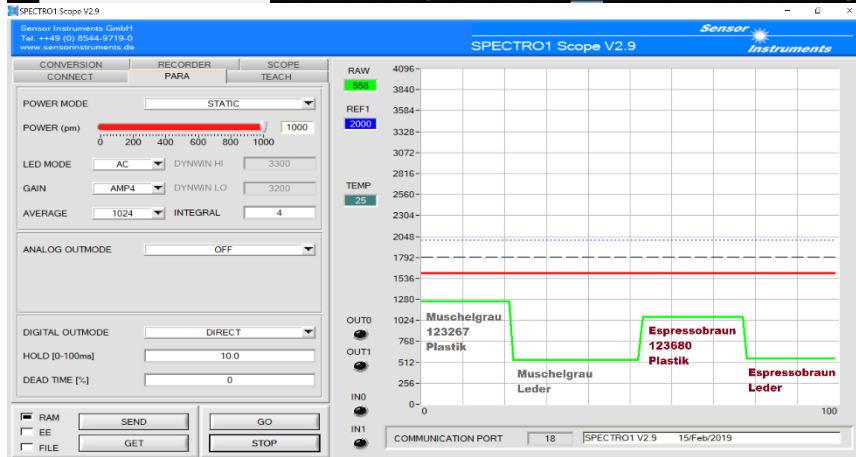 SPECTRO1 Scope V2.9
Sensor Instruments GmbH
Tel. ++49 (0) 8544-9719-0
www.sensorinstruments.de
SPECTRO1 Scope V2.9
Sensor
Instruments
CONVERSION RECORDER SCOPE
CONNECT PARA TEACH
POWER MODE STATIC
POWER (pm) 1000
0 200 400 600 800 1000
LED MODE AC DYNWIN HI 3300
GAIN AMP4 DYNWIN LO 3200
AVERAGE 1024 INTEGRAL 4
ANALOG OUTMODE OFF
DIGITAL OUTMODE DIRECT
HOLD [0-100ms] 10.0
DEAD TIME [%] 0
RAM
EE
FILE
SEND GO
GET STOP
RAW
558
REF1
2000
TEMP
25
OUT0
OUT1
IN0
IN1
4096
3840
3584
3328
3072
2816
2560
2304
2048
1792
1536
1280
1024
768
512
256
0
0 100
Muschelgrau
123267
Plastik
Muschelgrau
Leder
Espressobraun
123680
Plastik
Espressobraun
Leder
COMMUNICATION PORT 18 SPECTRO1 V2.9 15/Feb/2019